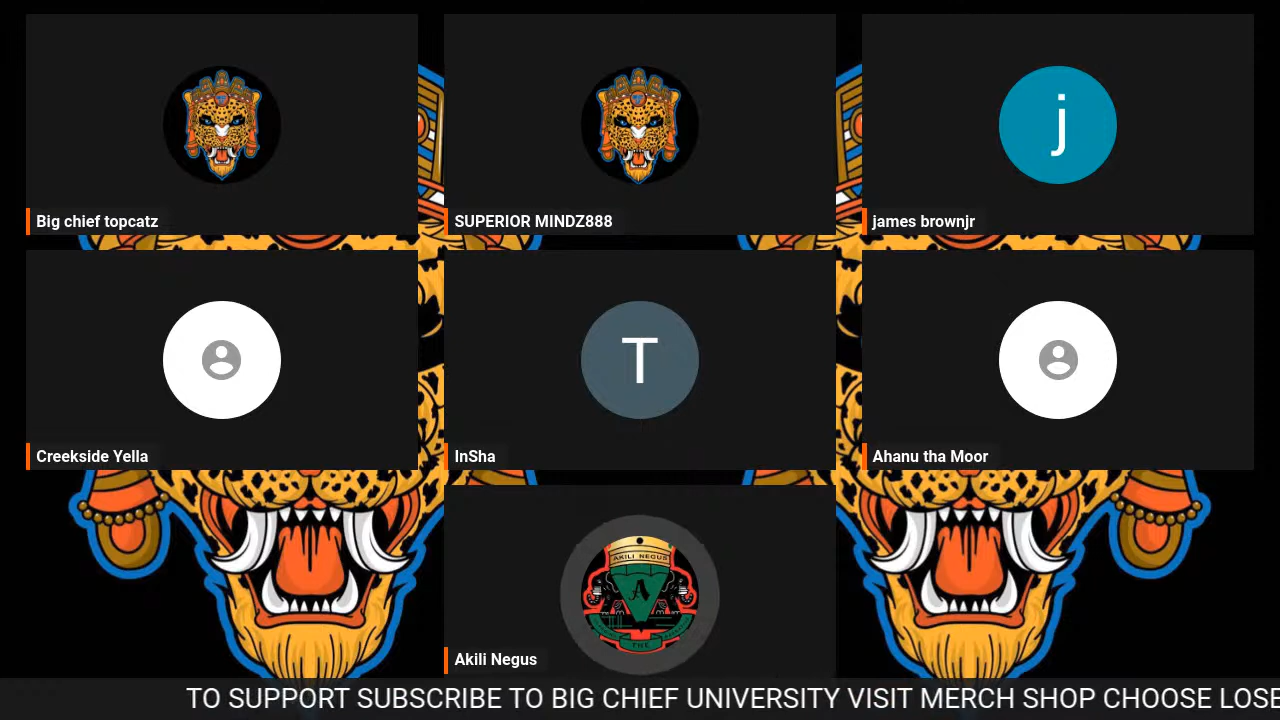 j
Big chief topcatz
SUPERIOR MINDZ888
james brownjr
T
Creekside Yella
InSha
Ahanu tha Moor
AKILI NEGUS
A
THE
Akili Negus
TO SUPPORT SUBSCRIBE TO BIG CHIEF UNIVERSITY VISIT MERCH SHOP CHOOSE LOSE